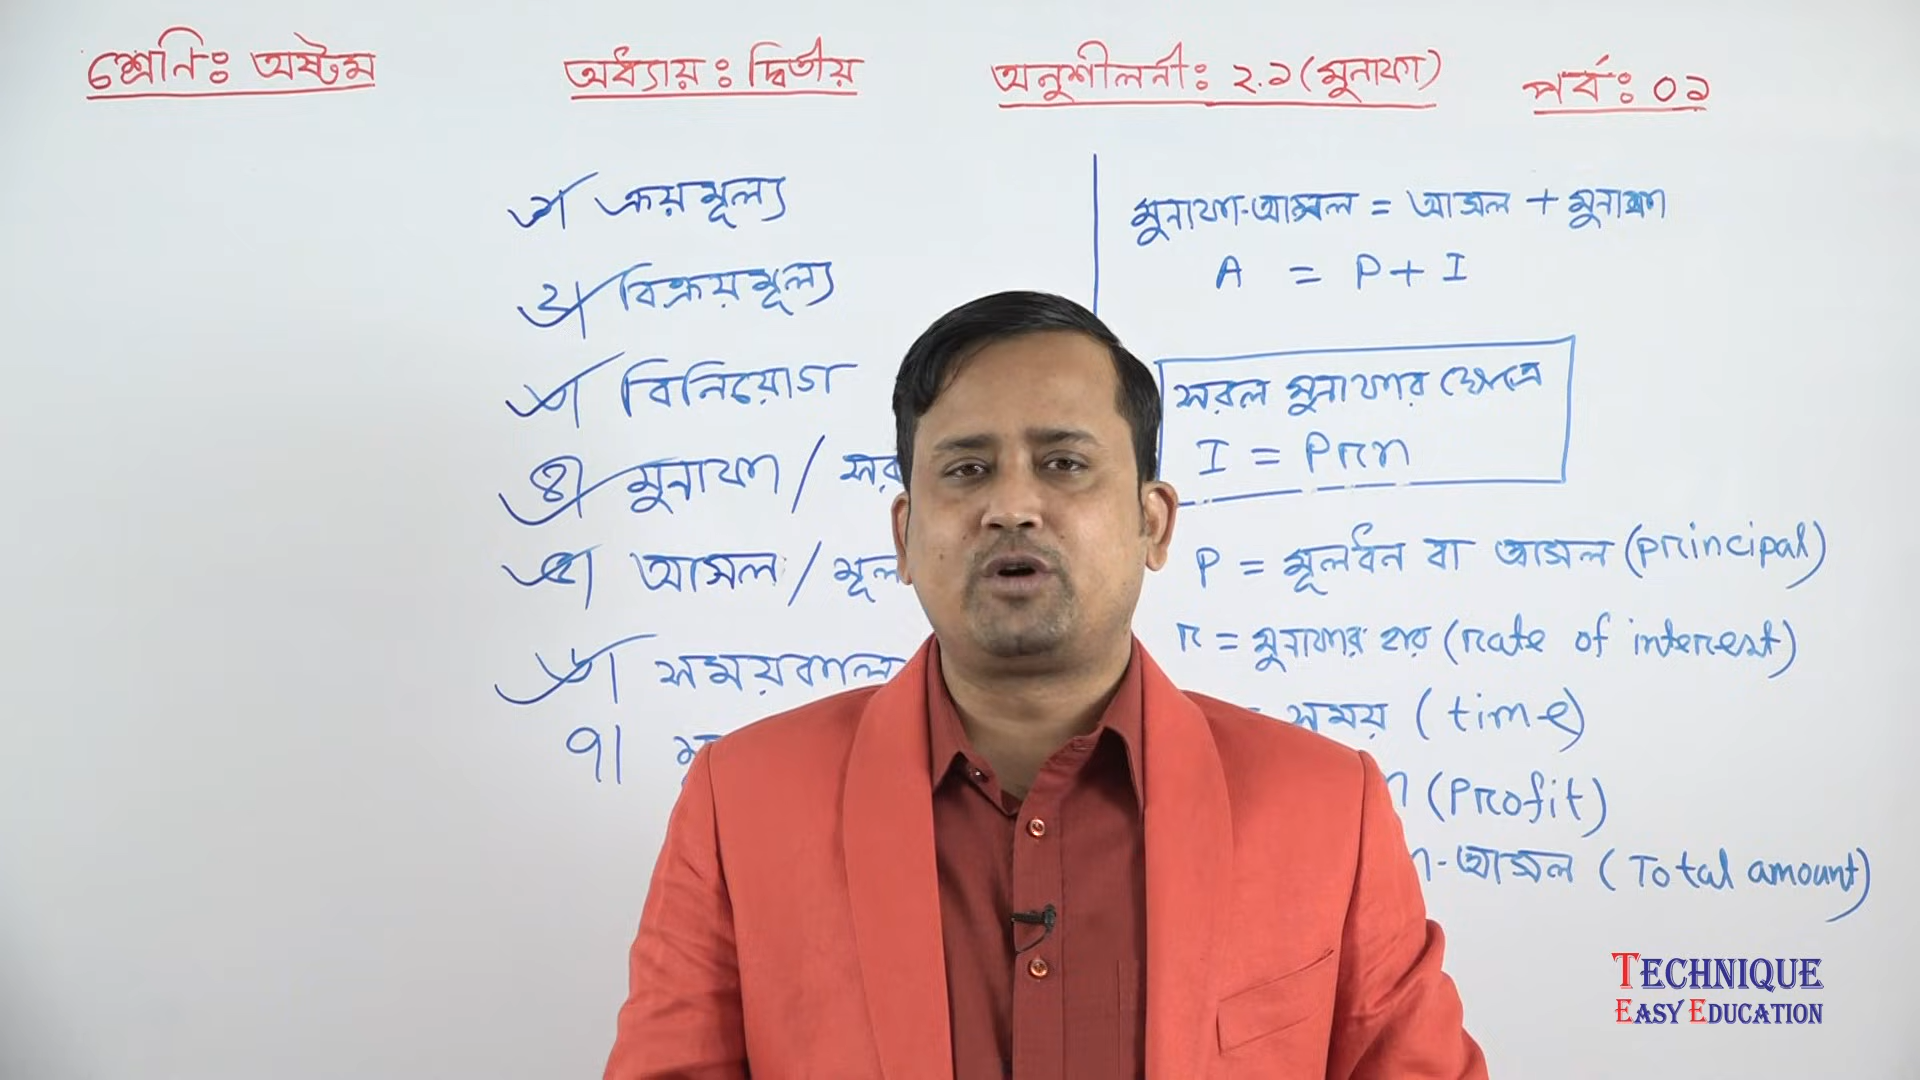 শ্রেণিঃ অষ্টম
অধ্যায়ঃ দ্বিতীয়
অনুশীলনীঃ ২.১ (মুনাফা)
পর্বঃ ০১
১। ক্রয়মূল্য
২। বিক্রয়মূল্য
৩। বিনিয়োগ
৪। মুনাফা /
৫। আসল /
৬। সময়কাল
৭।
মুনাফা-আসল = আসল + মুনাফা
A = P + I
সরল মুনাফার ক্ষেত্রে
I = Prn
P = মূলধন বা আসল (principal)
r = মুনাফার হার (rate of interest)
সময় (time)
(Profit)
-আসল (Total amount)
TECHNIQUE
EASY EDUCATION